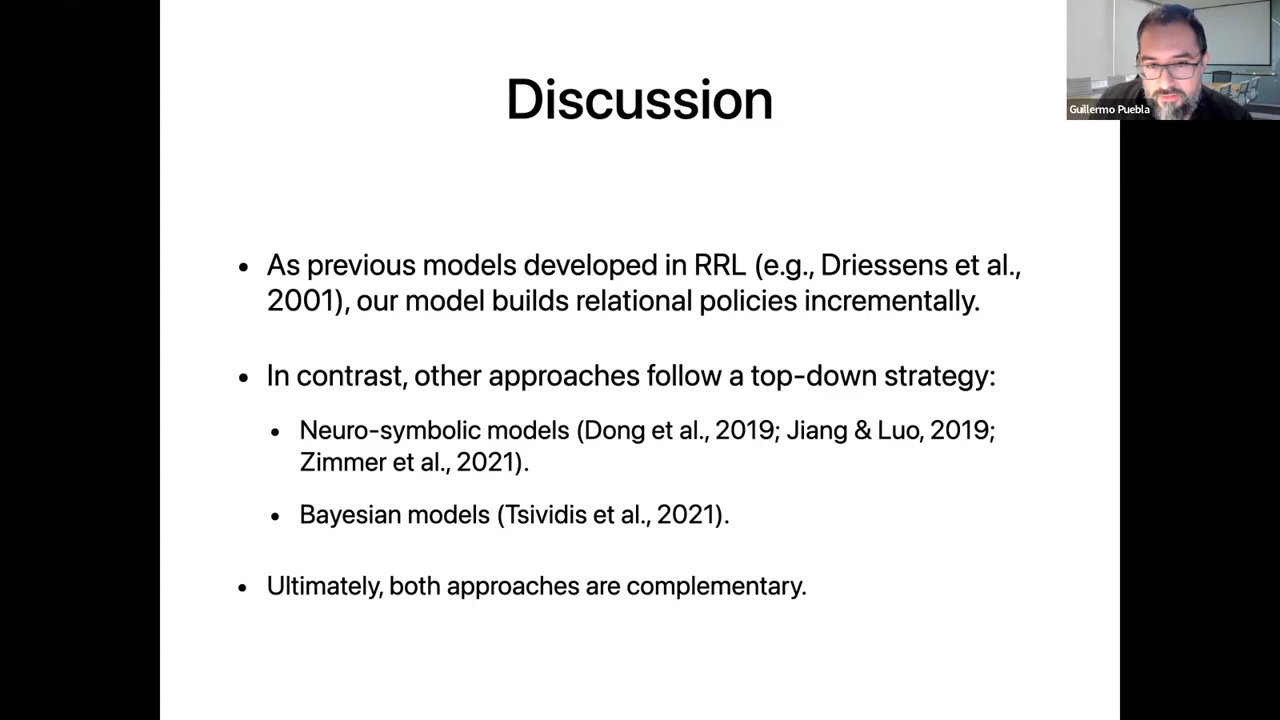 Discussion
Guillermo Puebla
• As previous models developed in RRL (e.g., Driessens et al.,
2001), our model builds relational policies incrementally.
• In contrast, other approaches follow a top-down strategy:
• Neuro-symbolic models (Dong et al., 2019; Jiang & Luo, 2019;
Zimmer et al., 2021).
• Bayesian models (Tsividis et al., 2021).
• Ultimately, both approaches are complementary.